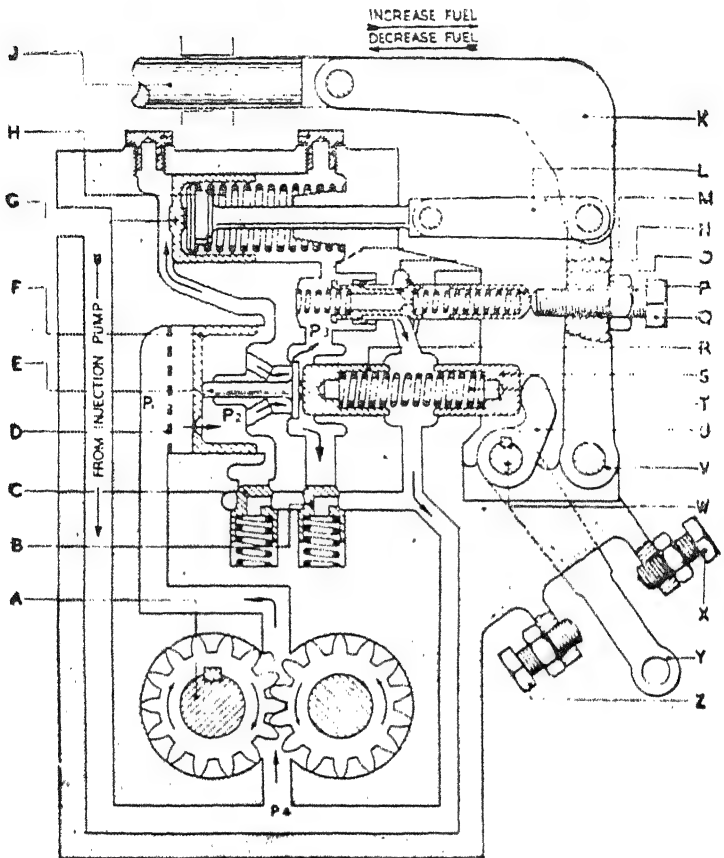 INCREASE FUEL
DECREASE FUEL
J
H
G
F
E
D
C
B
A
FROM INJECTION PUMP
P1
P2
P3
P4
K
L
M
N
O
P
Q
R
S
T
U
V
W
X
Y
Z